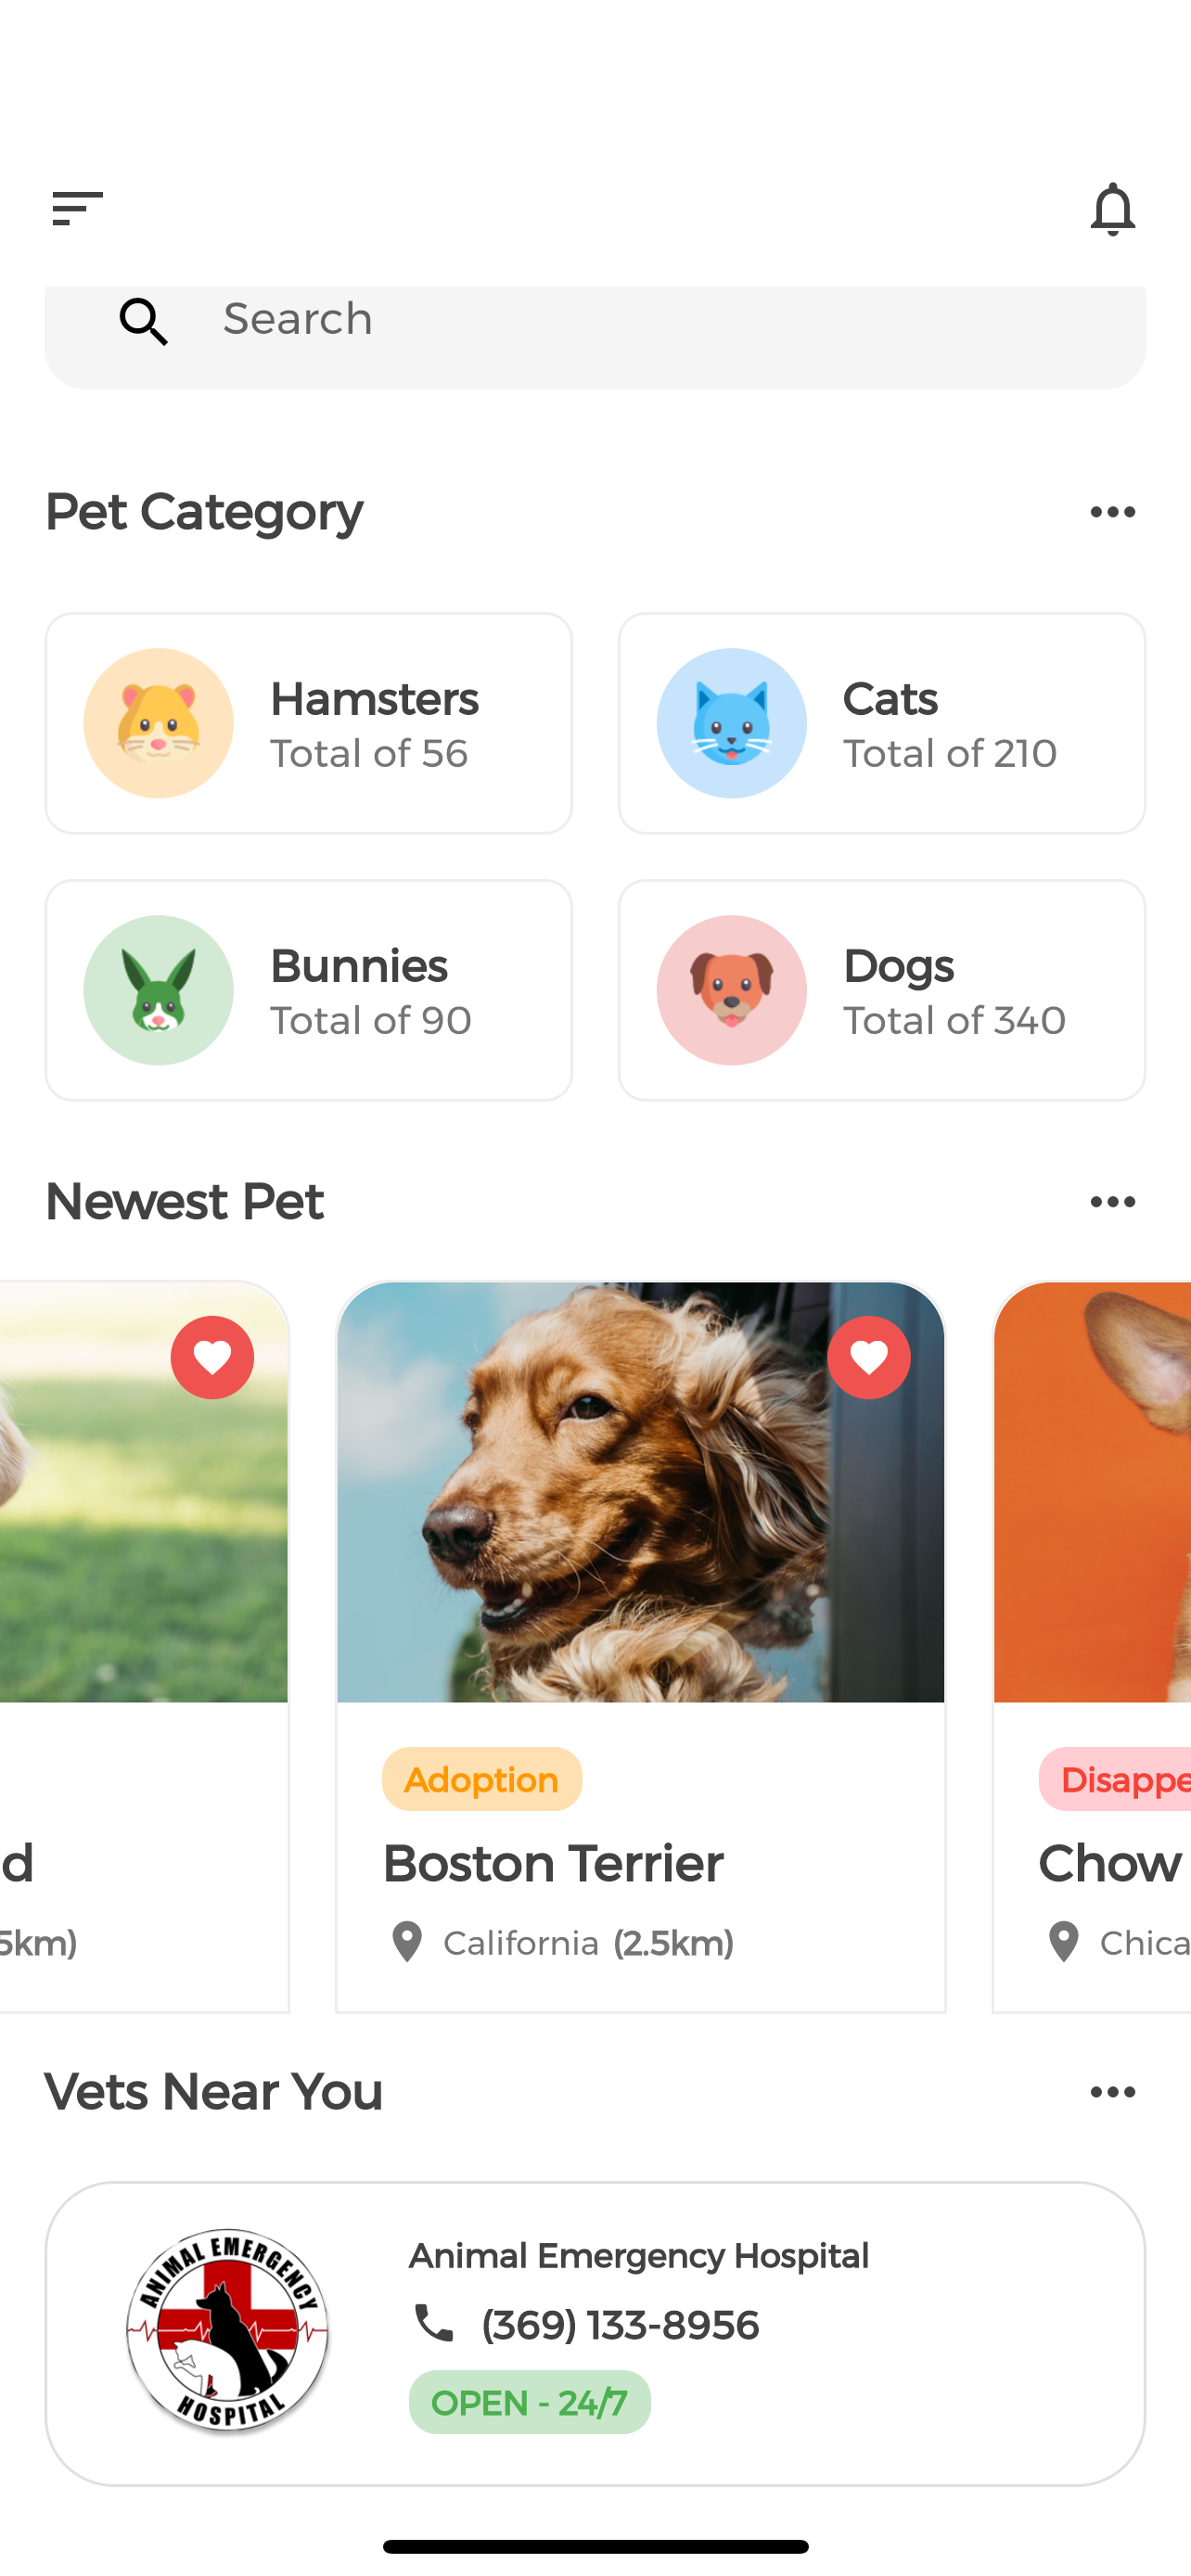 Search
Pet Category
Hamsters
Total of 56
Cats
Total of 210
Bunnies
Total of 90
Dogs
Total of 340
Newest Pet
d
5km)
Adoption
Boston Terrier
California (2.5km)
Disappe
Chow
Chica
Vets Near You
ANIMAL EMERGENCY
HOSPITAL
Animal Emergency Hospital
(369) 133-8956
OPEN - 24/7